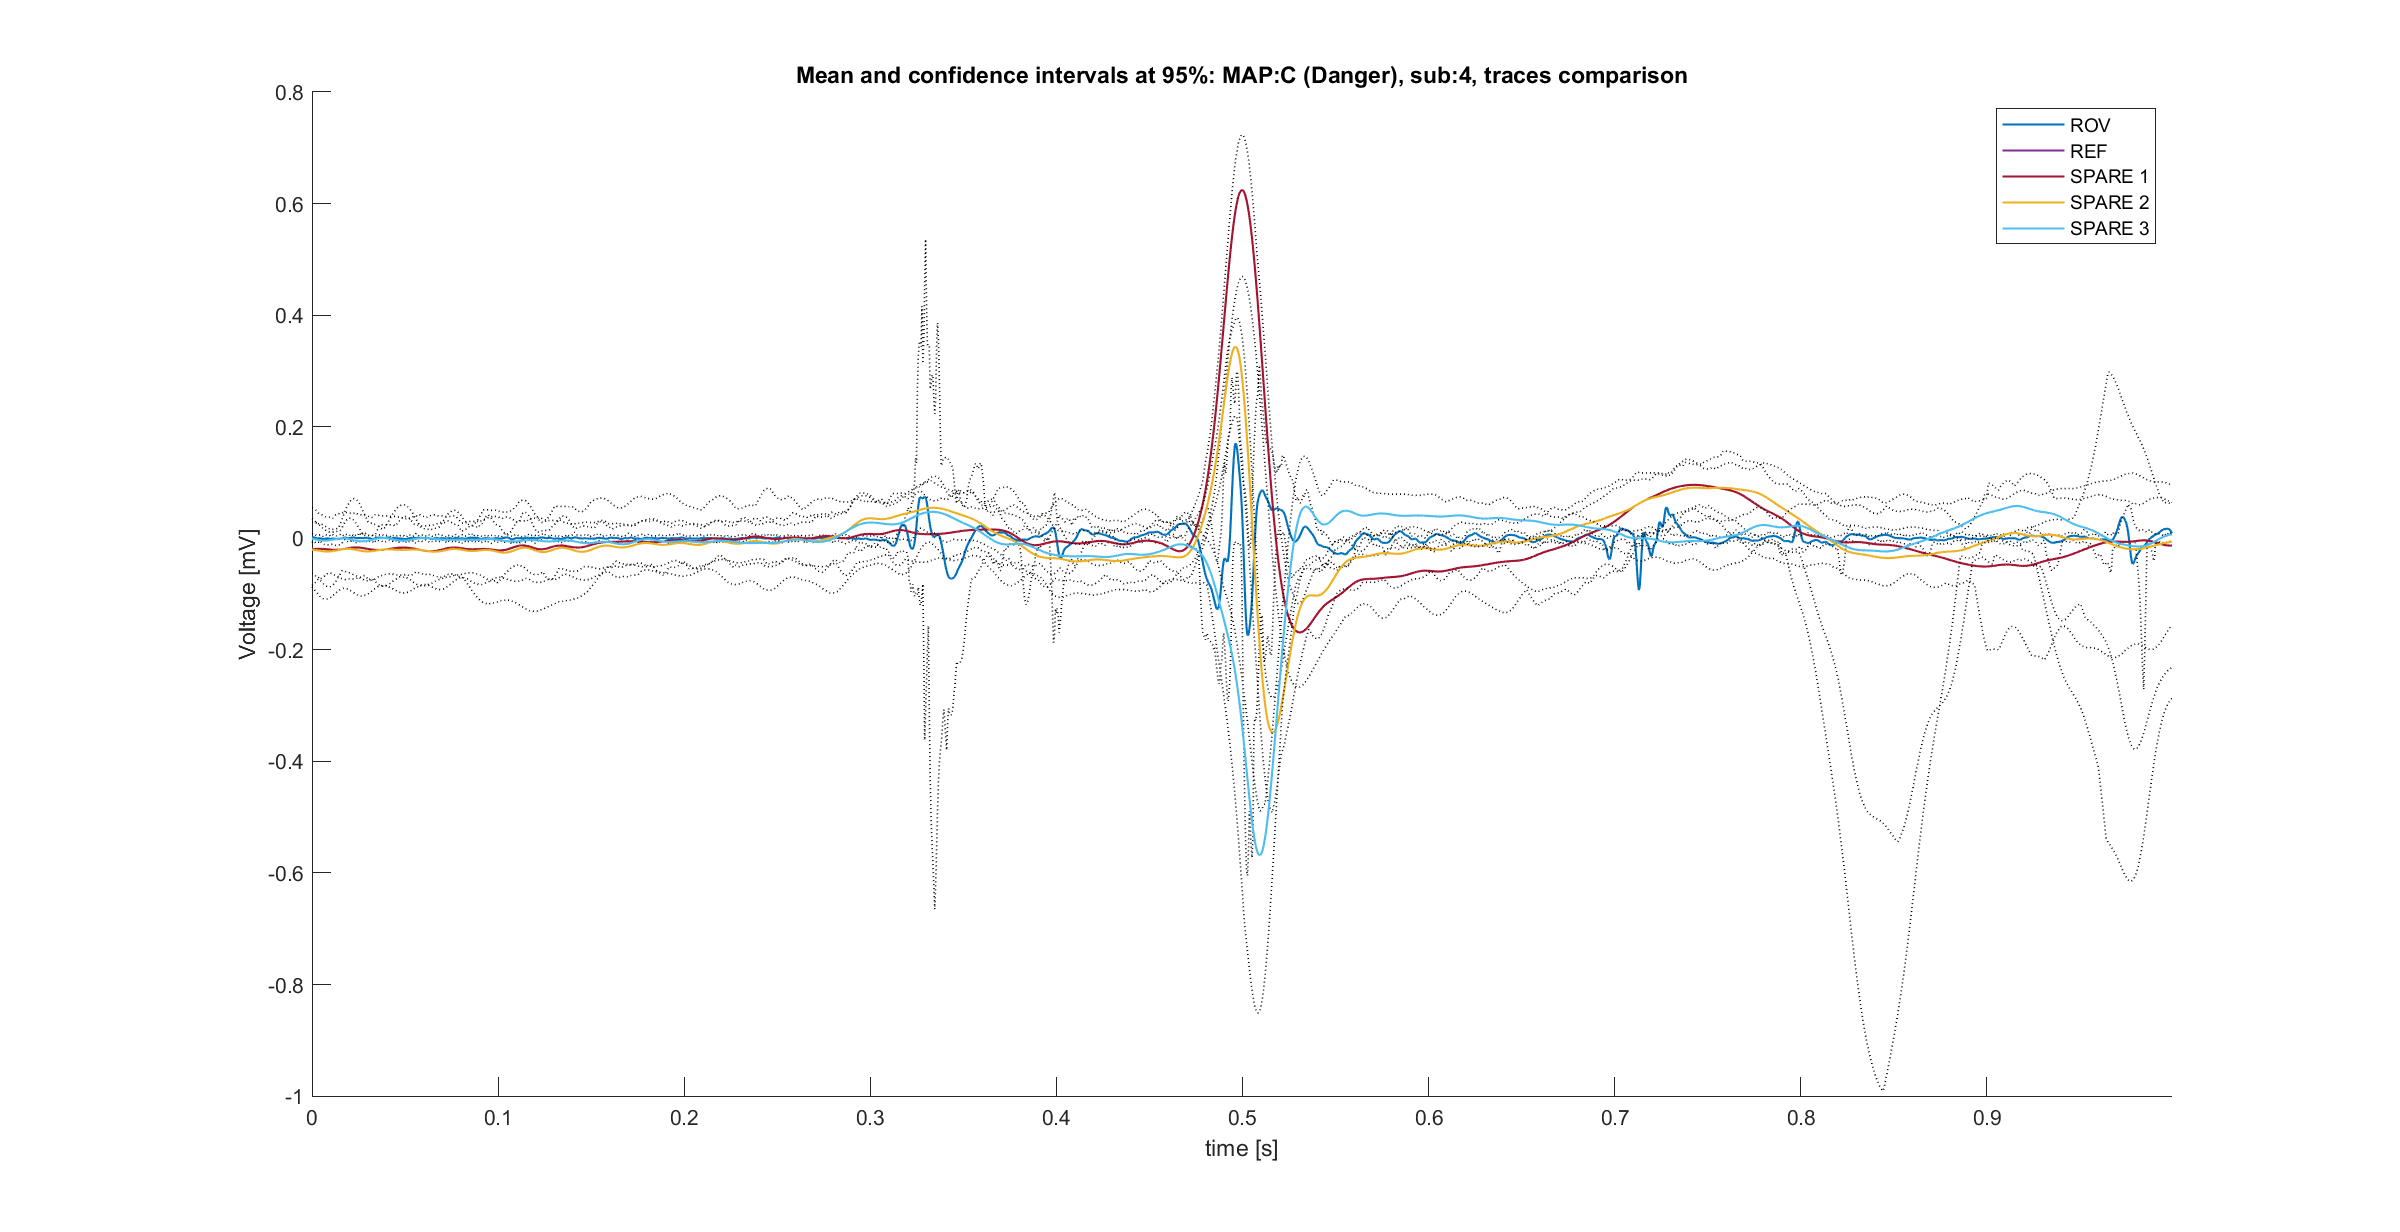 Mean and confidence intervals at 95%: MAP:C (Danger), sub:4, traces comparison
ROV
REF
SPARE 1
SPARE 2
SPARE 3
Voltage [mV]
0.8
0.6
0.4
0.2
0
-0.2
-0.4
-0.6
-0.8
-1
0 0.1 0.2 0.3 0.4 0.5 0.6 0.7 0.8 0.9
time [s]